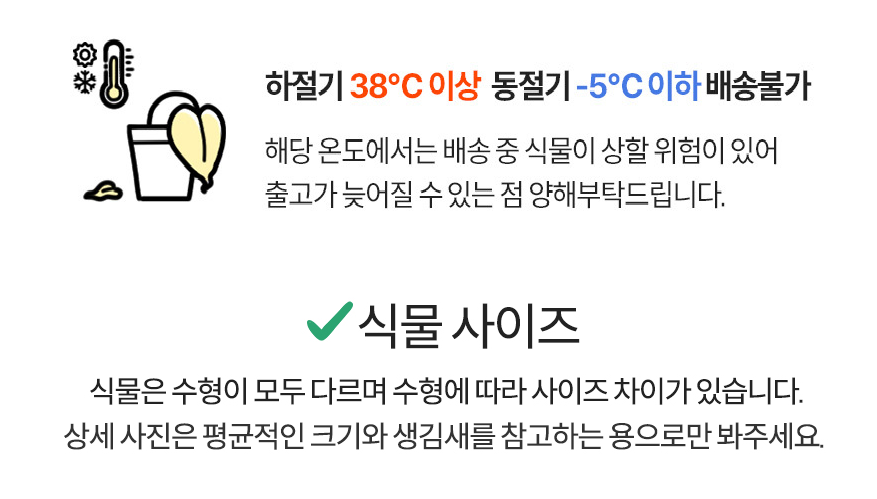 하절기 38°C 이상 동절기 -5°C 이하 배송불가
해당 온도에서는 배송 중 식물이 상할 위험이 있어
출고가 늦어질 수 있는 점 양해부탁드립니다.
식물 사이즈
식물은 수형이 모두 다르며 수형에 따라 사이즈 차이가 있습니다.
상세 사진은 평균적인 크기와 생김새를 참고하는 용으로만 봐주세요.